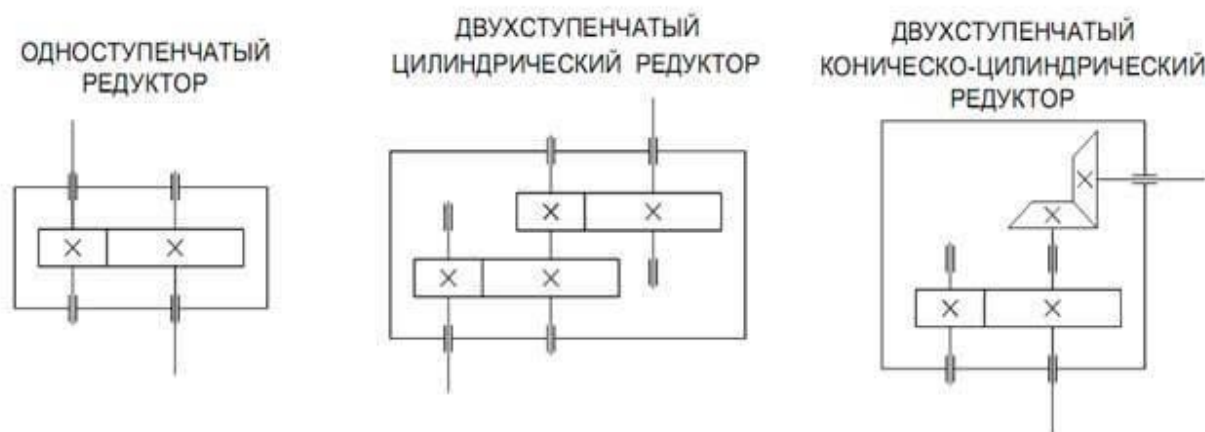 ОДНОСТУПЕНЧАТЫЙ
РЕДУКТОР
ДВУХСТУПЕНЧАТЫЙ
ЦИЛИНДРИЧЕСКИЙ РЕДУКТОР
ДВУХСТУПЕНЧАТЫЙ
КОНИЧЕСКО-ЦИЛИНДРИЧЕСКИЙ
РЕДУКТОР